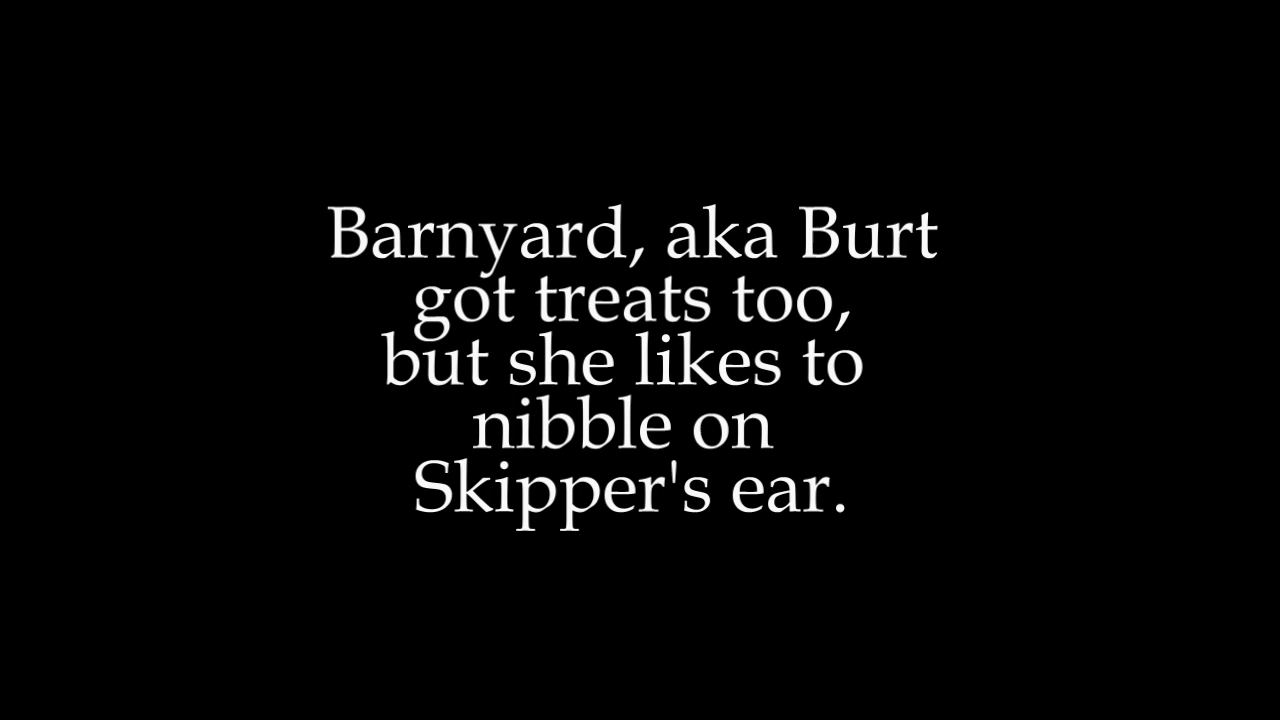 Barnyard, aka Burt
got treats too,
but she likes to
nibble on
Skipper's ear.